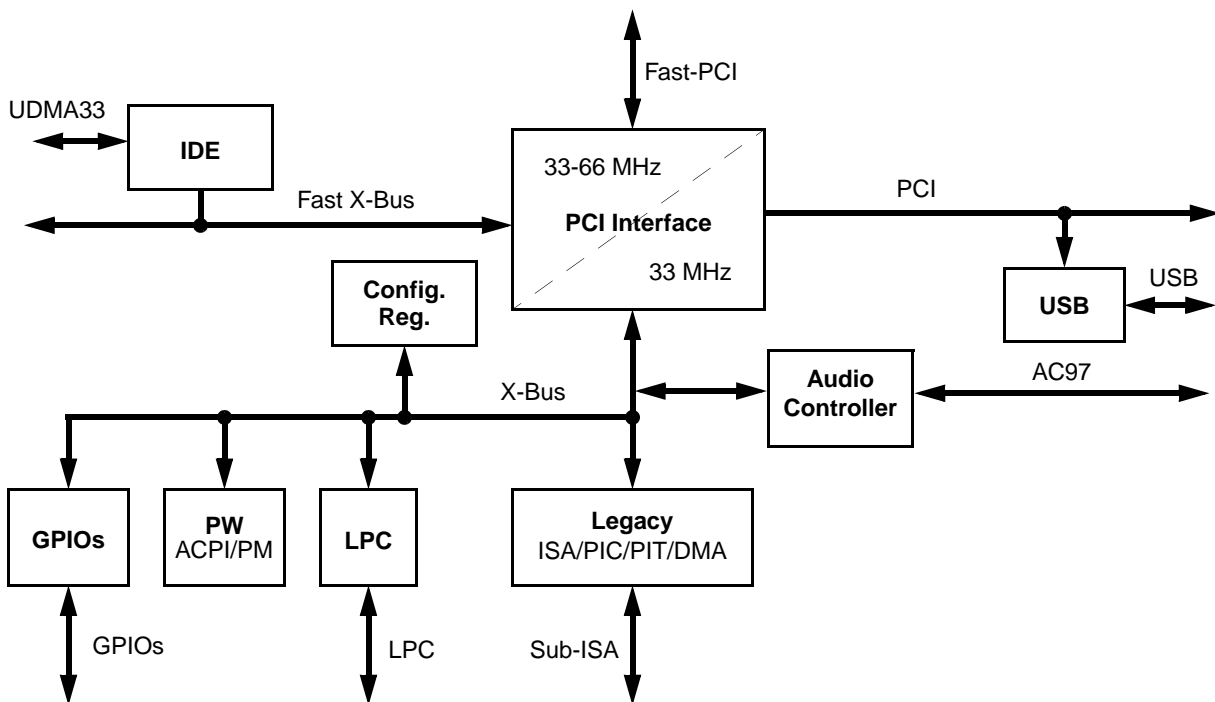 Fast-PCI
UDMA33
IDE
33-66 MHz
PCI Interface
33 MHz
Fast X-Bus
PCI
USB
USB
Config.
Reg.
X-Bus
Audio
Controller
AC97
GPIOs
PW
ACPI/PM
LPC
Legacy
ISA/PIC/PIT/DMA
GPIOs
LPC
Sub-ISA